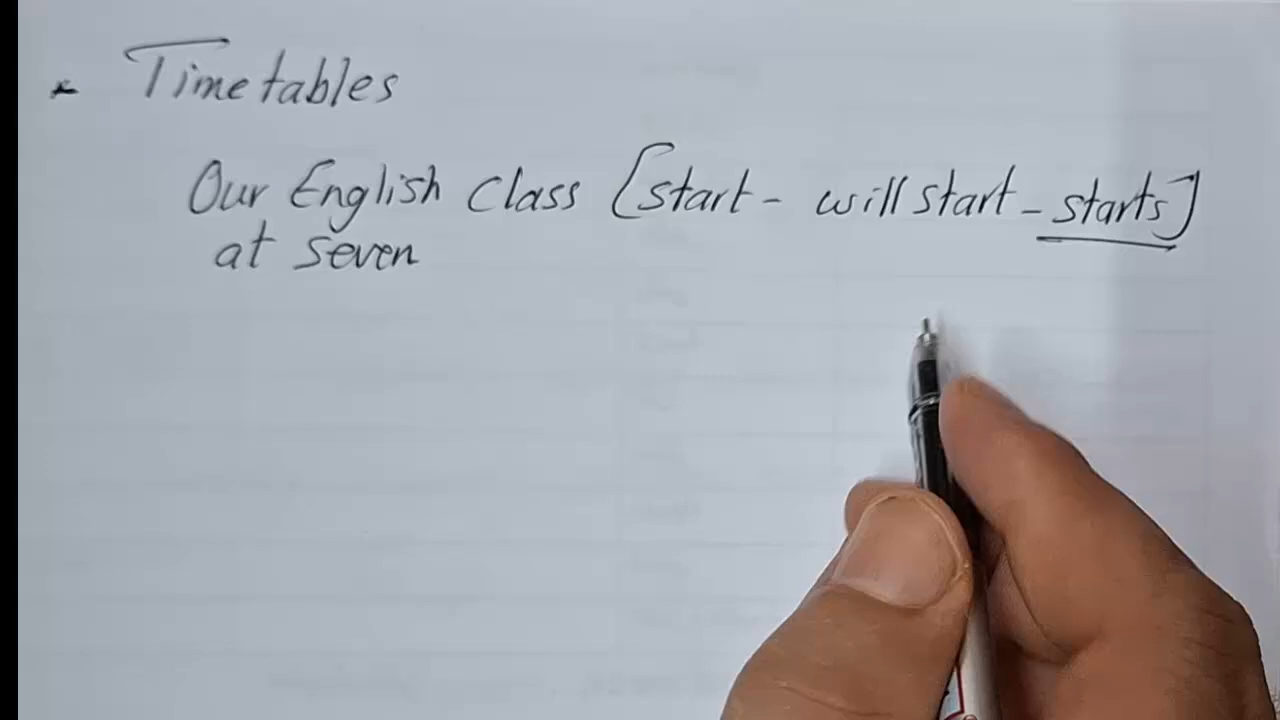 - Timetables
Our English Class [start - will start - starts]
at seven